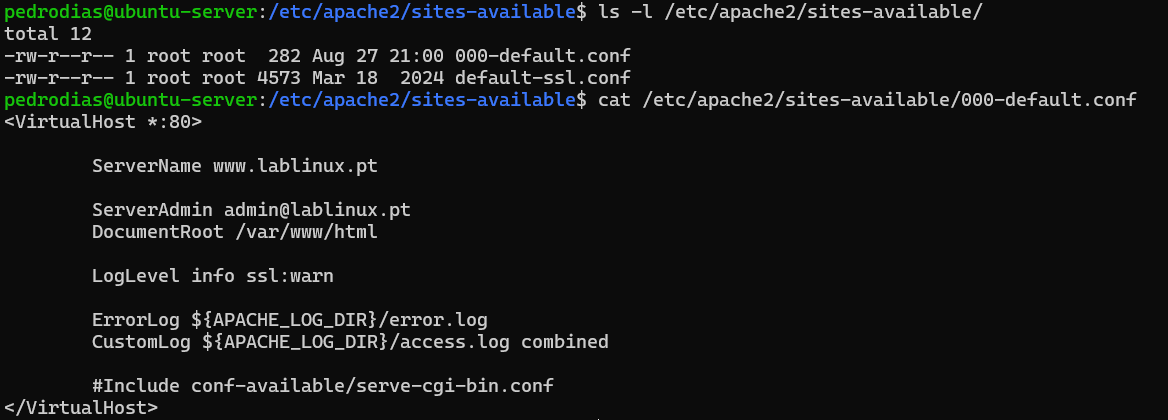 pedrodias@ubuntu-server:/etc/apache2/sites-available$ ls -l /etc/apache2/sites-available/
total 12
-rw-r--r-- 1 root root  282 Aug 27 21:00 000-default.conf
-rw-r--r-- 1 root root 4573 Mar 18  2024 default-ssl.conf
pedrodias@ubuntu-server:/etc/apache2/sites-available$ cat /etc/apache2/sites-available/000-default.conf
<VirtualHost *:80>
        ServerName www.lablinux.pt
        ServerAdmin admin@lablinux.pt
        DocumentRoot /var/www/html
        LogLevel info ssl:warn
        ErrorLog ${APACHE_LOG_DIR}/error.log
        CustomLog ${APACHE_LOG_DIR}/access.log combined
        #Include conf-available/serve-cgi-bin.conf
</VirtualHost>